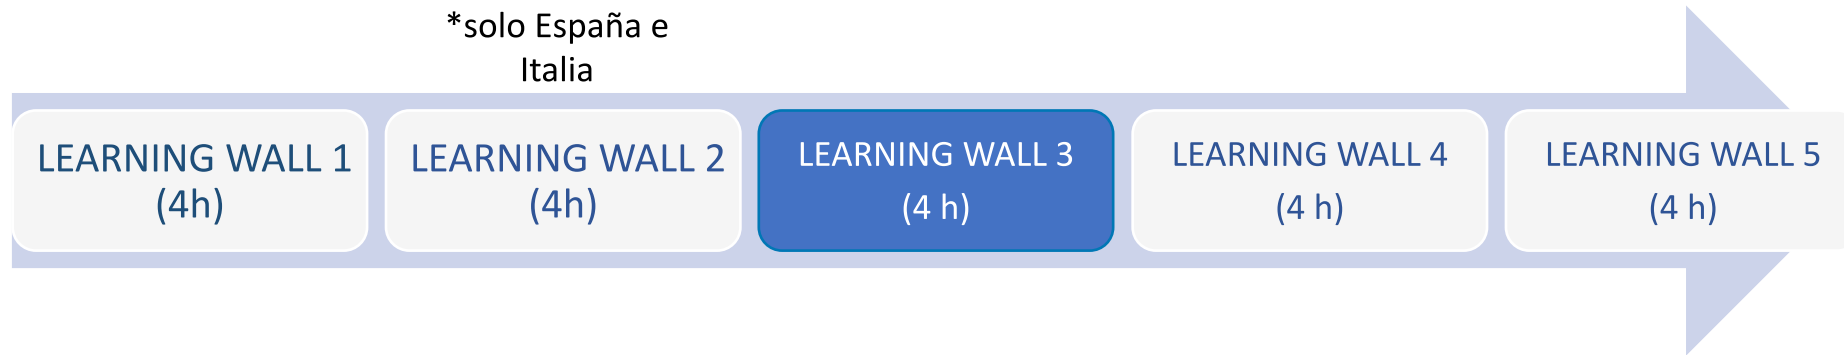 *solo España e
Italia
LEARNING WALL 1
(4h)
LEARNING WALL 2
(4h)
LEARNING WALL 3
(4 h)
LEARNING WALL 4
(4 h)
LEARNING WALL 5
(4 h)